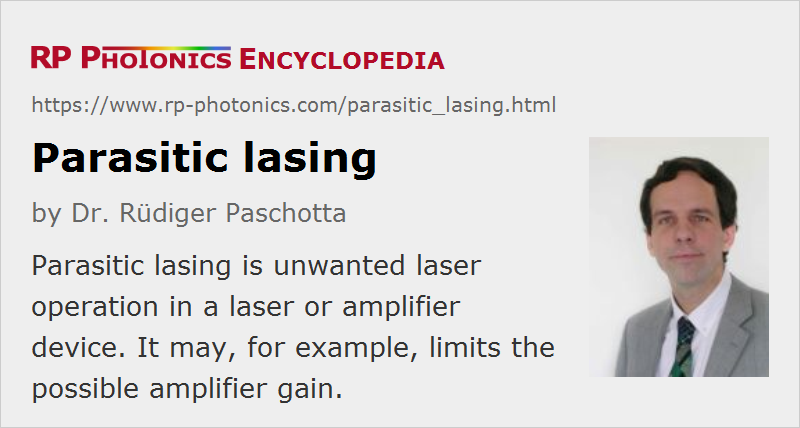 RP PHOTONICS ENCYCLOPEDIA
https://www.rp-photonics.com/parasitic_lasing.html
Parasitic lasing
by Dr. Rüdiger Paschotta
Parasitic lasing is unwanted laser
operation in a laser or amplifier
device. It may, for example, limits the
possible amplifier gain.